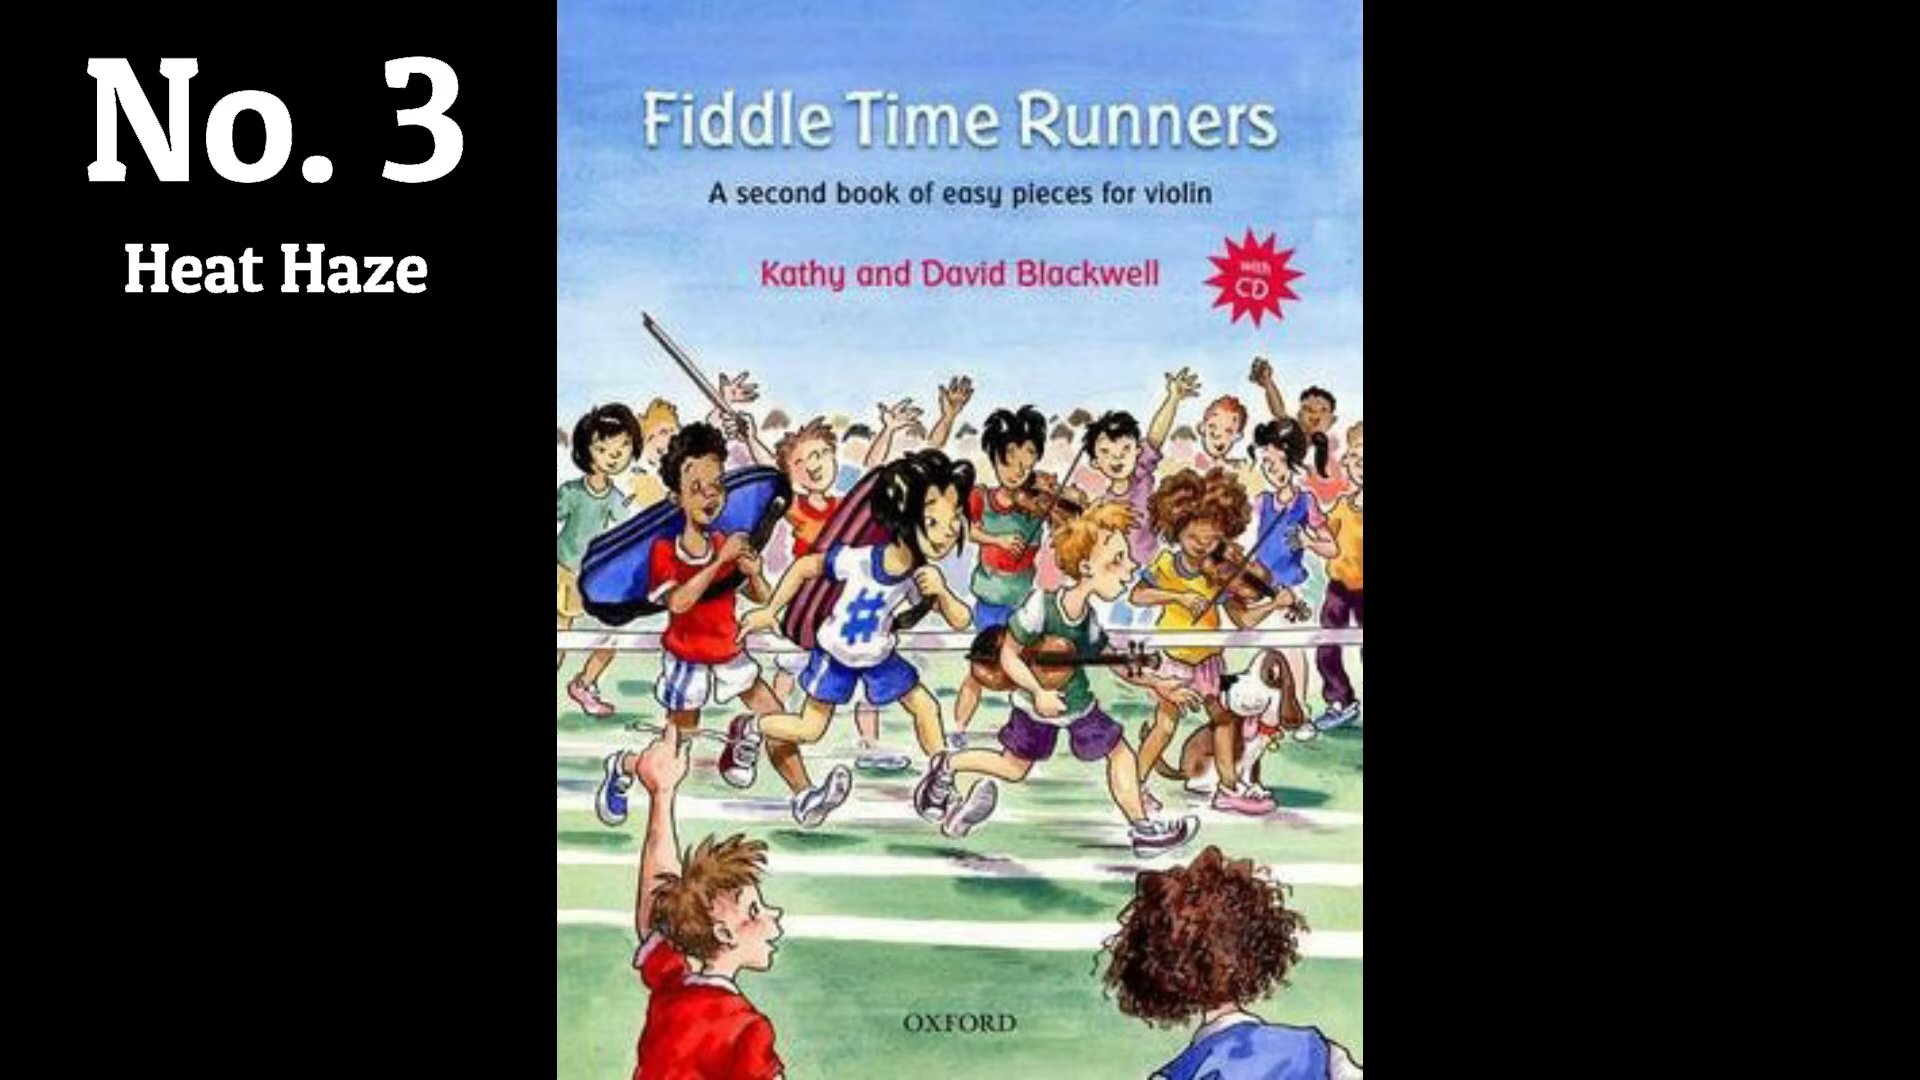 No. 3
Heat Haze
Fiddle Time Runners
A second book of easy pieces for violin
Kathy and David Blackwell
with
CD
#
OXFORD